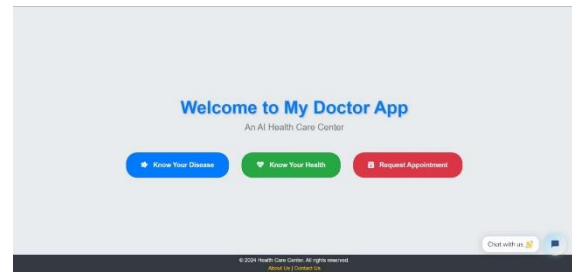 Welcome to My Doctor App
An AI Health Care Center
Know Your Disease
Know Your Health
Request Appointment
Chat with us 👋
© 2024 Health Care Center. All rights reserved.
About Us | Contact Us